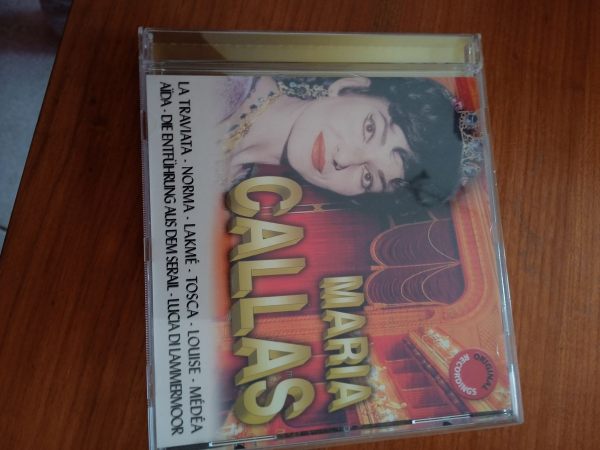 MARIA
CALLAS
ORIGINAL
RECORDINGS
LA TRAVIATA - NORMA - LAKMÉ - TOSCA - LOUISE - MÉDÉA
AÏDA - DIE ENTFÜHRUNG AUS DEM SERAIL - LUCIA DI LAMMERMOOR